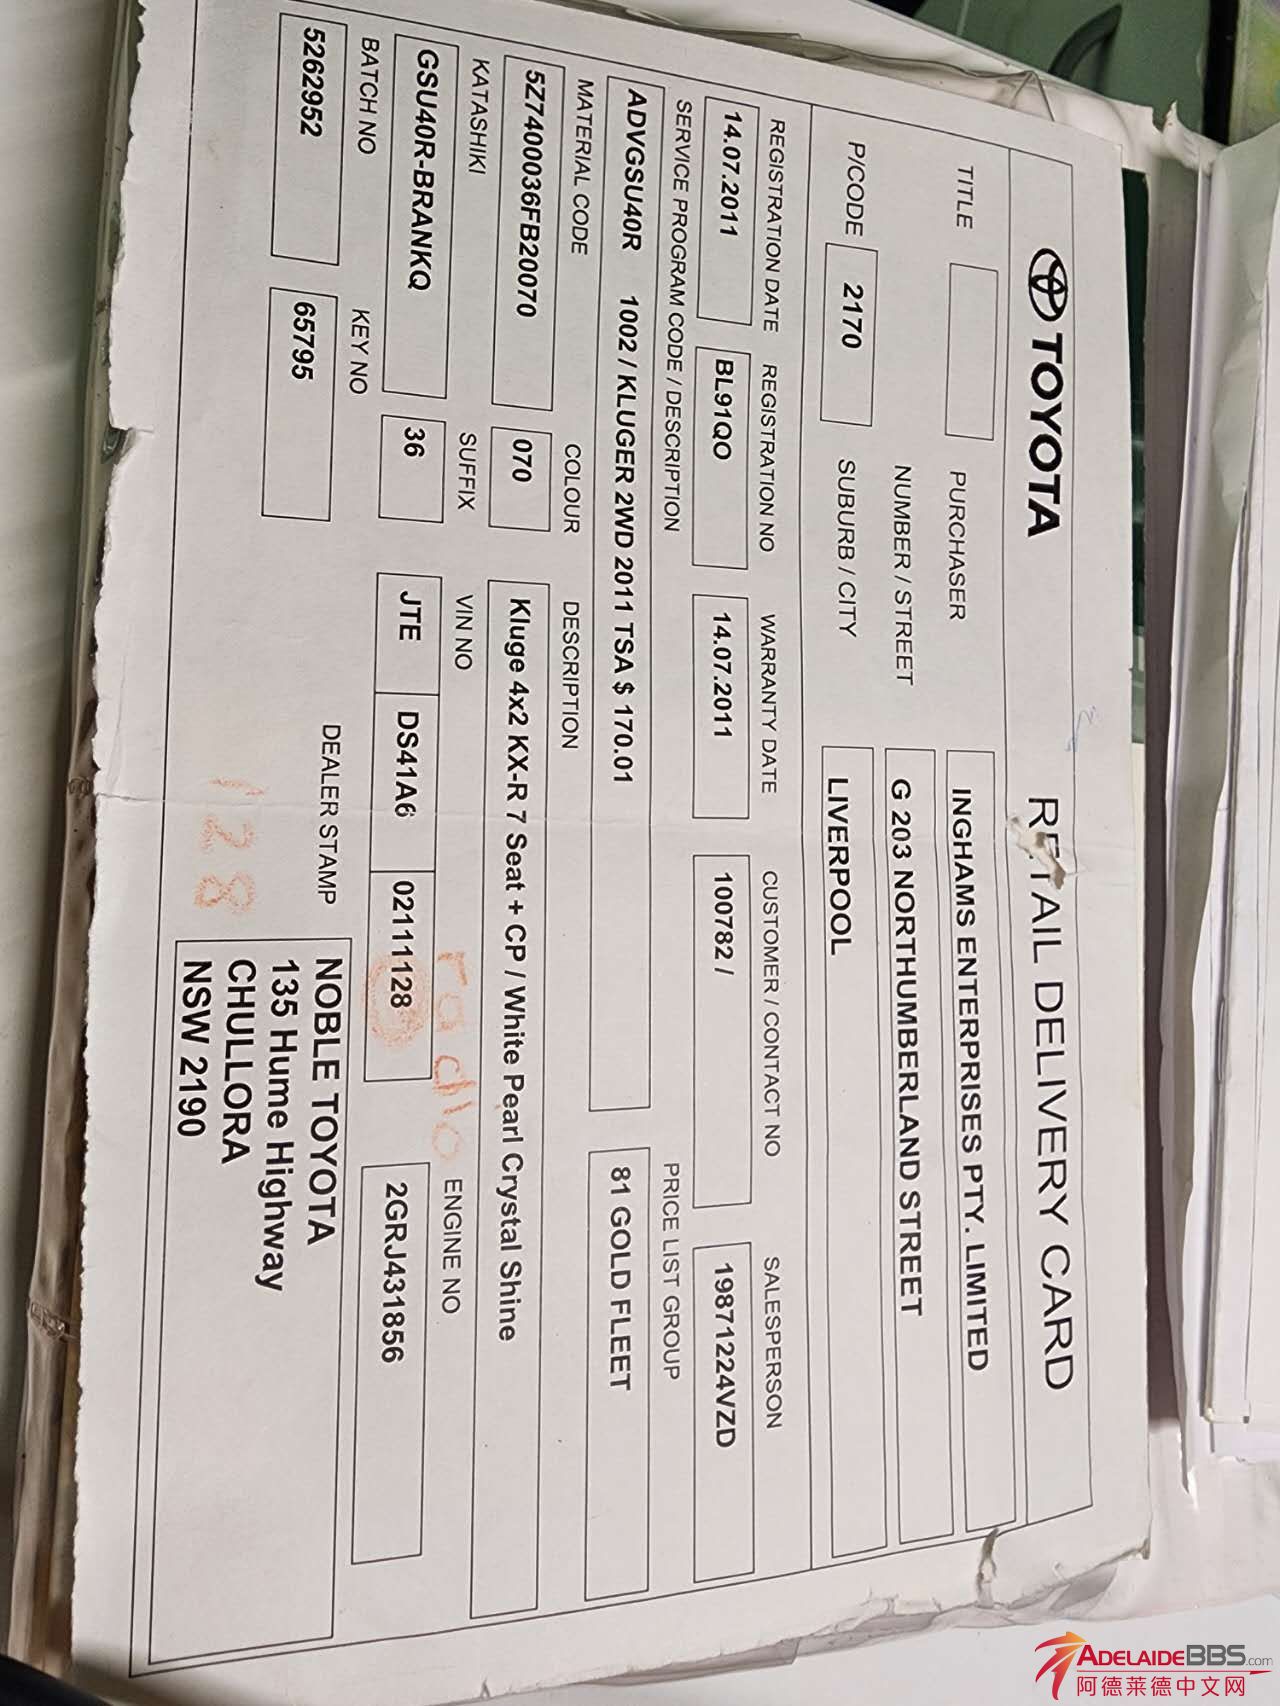 TOYOTA
RETAIL DELIVERY CARD
TITLE
PURCHASER
INGHAMS ENTERPRISES PTY. LIMITED
NUMBER / STREET
G 203 NORTHUMBERLAND STREET
P/CODE
2170
SUBURB / CITY
LIVERPOOL
REGISTRATION DATE REGISTRATION NO WARRANTY DATE CUSTOMER / CONTACT NO SALESPERSON
14.07.2011 BL91QO 14.07.2011 100782 / 19871224VZD
SERVICE PROGRAM CODE / DESCRIPTION PRICE LIST GROUP
ADVGSU40R 1002 / KLUGER 2WD 2011 TSA $ 170.01 81 GOLD FLEET
MATERIAL CODE COLOUR DESCRIPTION
5Z7400036FB20070 070 Kluge 4x2 KX-R 7 Seat + CP / White Pearl Crystal Shine
KATASHIKI SUFFIX VIN NO radio ENGINE NO
GSU40R-BRANKQ 36 JTE DS41A6 02111128 2GRJ431856
BATCH NO KEY NO DEALER STAMP
5262952 65795
128
NOBLE TOYOTA
135 Hume Highway
CHULLORA
NSW 2190
ADELAIDEBBS.com
阿德莱德中文网